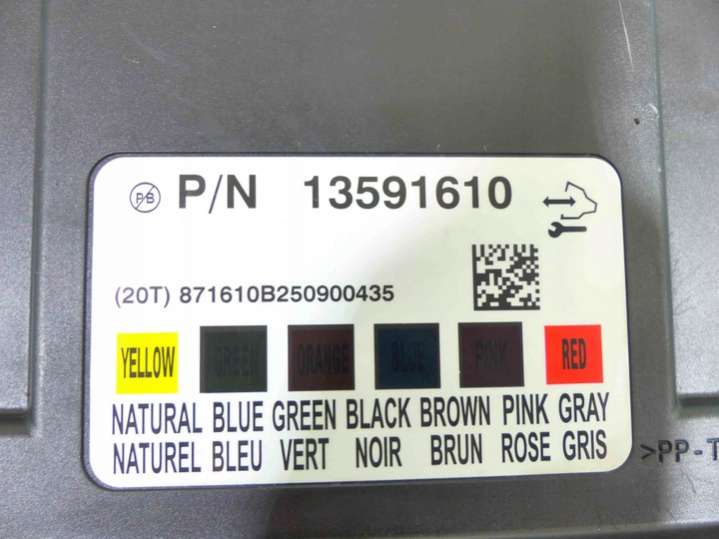 PB P/N 13591610
(20T) 871610B250900435
YELLOW GREEN ORANGE BLUE PINK RED
NATURAL BLUE GREEN BLACK BROWN PINK GRAY
NATUREL BLEU VERT NOIR BRUN ROSE GRIS
>PP-T